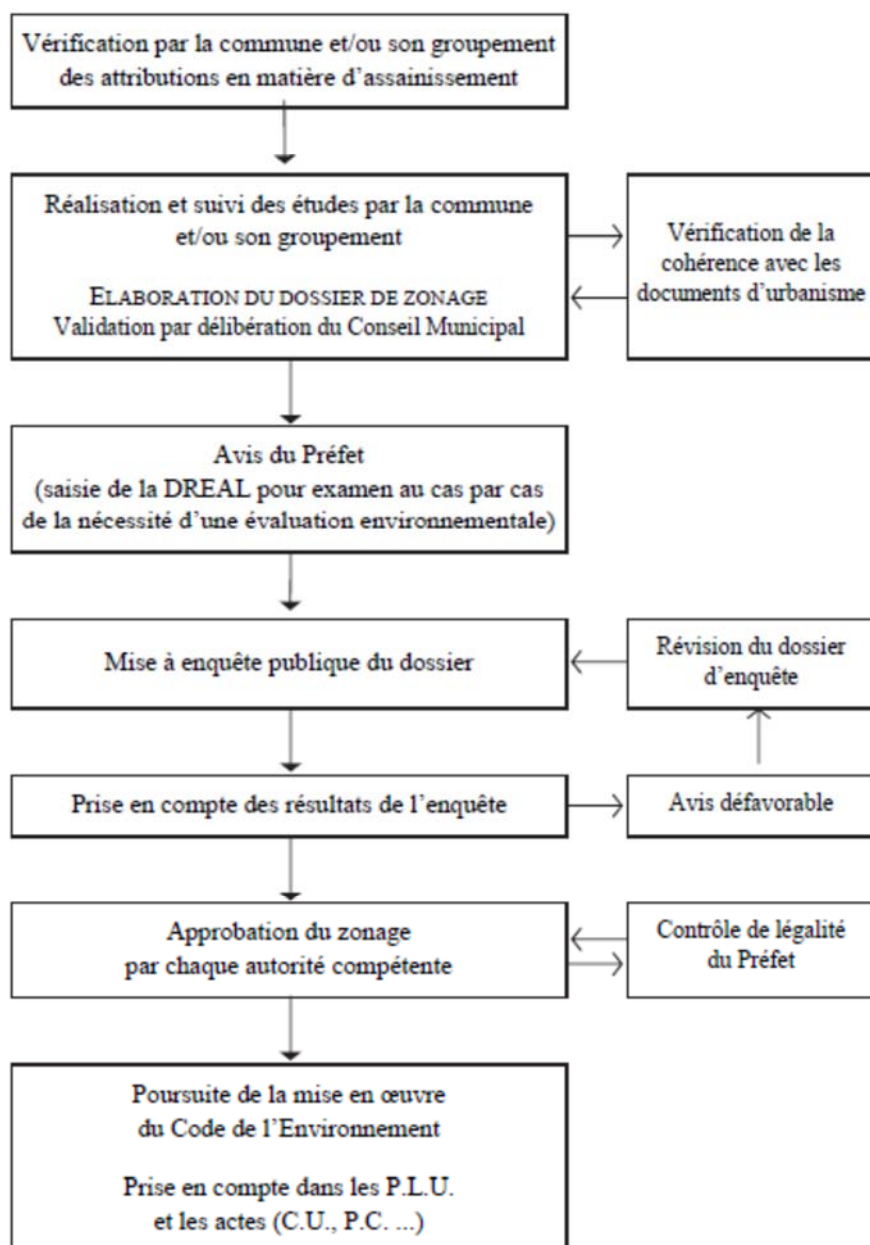 Vérification par la commune et/ou son groupement
des attributions en matière d’assainissement
Réalisation et suivi des études par la commune
et/ou son groupement
ELABORATION DU DOSSIER DE ZONAGE
Validation par délibération du Conseil Municipal
Vérification de la
cohérence avec les
documents d’urbanisme
Avis du Préfet
(saisie de la DREAL pour examen au cas par cas
de la nécessité d’une évaluation environnementale)
Mise à enquête publique du dossier
Révision du dossier
d’enquête
Prise en compte des résultats de l’enquête
Avis défavorable
Approbation du zonage
par chaque autorité compétente
Contrôle de légalité
du Préfet
Poursuite de la mise en œuvre
du Code de l’Environnement
Prise en compte dans les P.L.U.
et les actes (C.U., P.C. ...)